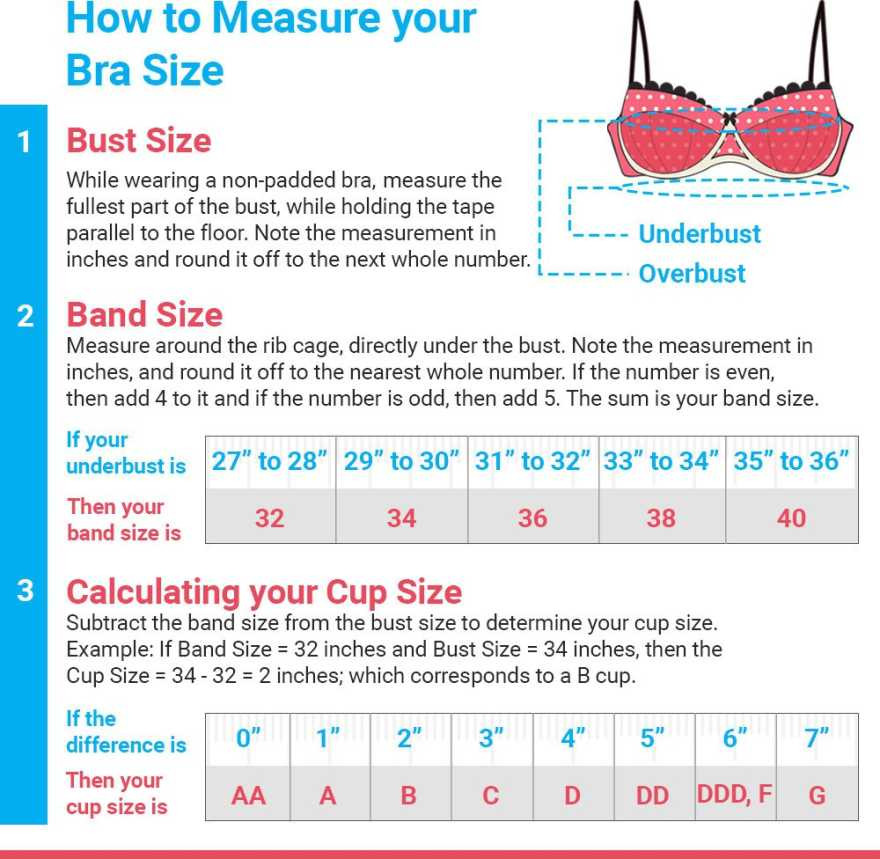 How to Measure your
Bra Size
1
Bust Size
While wearing a non-padded bra, measure the
fullest part of the bust, while holding the tape
parallel to the floor. Note the measurement in
inches and round it off to the next whole number.
Underbust
Overbust
2
Band Size
Measure around the rib cage, directly under the bust. Note the measurement in
inches, and round it off to the nearest whole number. If the number is even,
then add 4 to it and if the number is odd, then add 5. The sum is your band size.
If your
underbust is
27” to 28” 29” to 30” 31” to 32” 33” to 34” 35” to 36”
Then your
band size is
32 34 36 38 40
3
Calculating your Cup Size
Subtract the band size from the bust size to determine your cup size.
Example: If Band Size = 32 inches and Bust Size = 34 inches, then the
Cup Size = 34 - 32 = 2 inches; which corresponds to a B cup.
If the
difference is
0” 1” 2” 3” 4” 5” 6” 7”
Then your
cup size is
AA A B C D DD DDD, F G